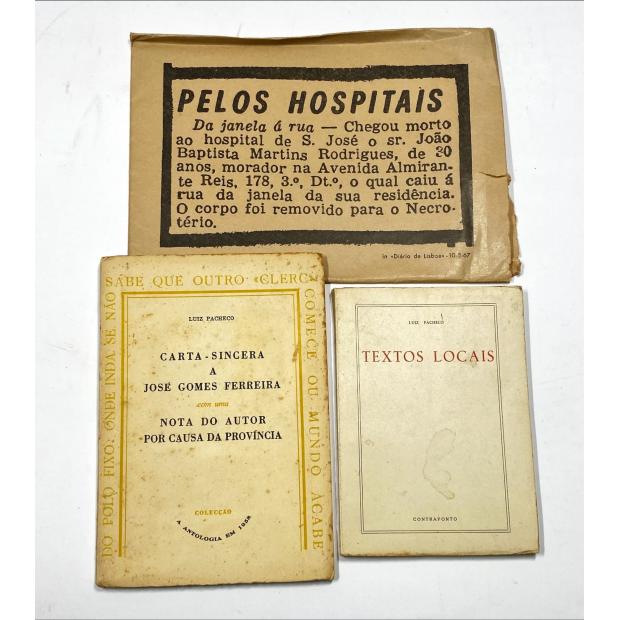 PELOS HOSPITAIS
Da janela á rua — Chegou morto
ao hospital de S. José o sr. João
Baptista Martins Rodrigues, de 30
anos, morador na Avenida Almiran-
te Reis, 178, 3.º, Dt.º, o qual caiu á
rua da janela da sua residência.
O corpo foi removido para o Necro-
tério.
in «Diário de Lisboa» -10-5-67
DO POLO FIXO: ONDE INDA SE NÃO
SABE QUE OUTRO «CLERC»
COMECE OU MUNDO ACABE
LUIZ PACHECO
CARTA - SINCERA
A
JOSÉ GOMES FERREIRA
com uma
NOTA DO AUTOR
POR CAUSA DA PROVÍNCIA
COLECÇÃO
A ANTOLOGIA EM 1958
LUIZ PACHECO
TEXTOS LOCAIS
CONTRAPONTO